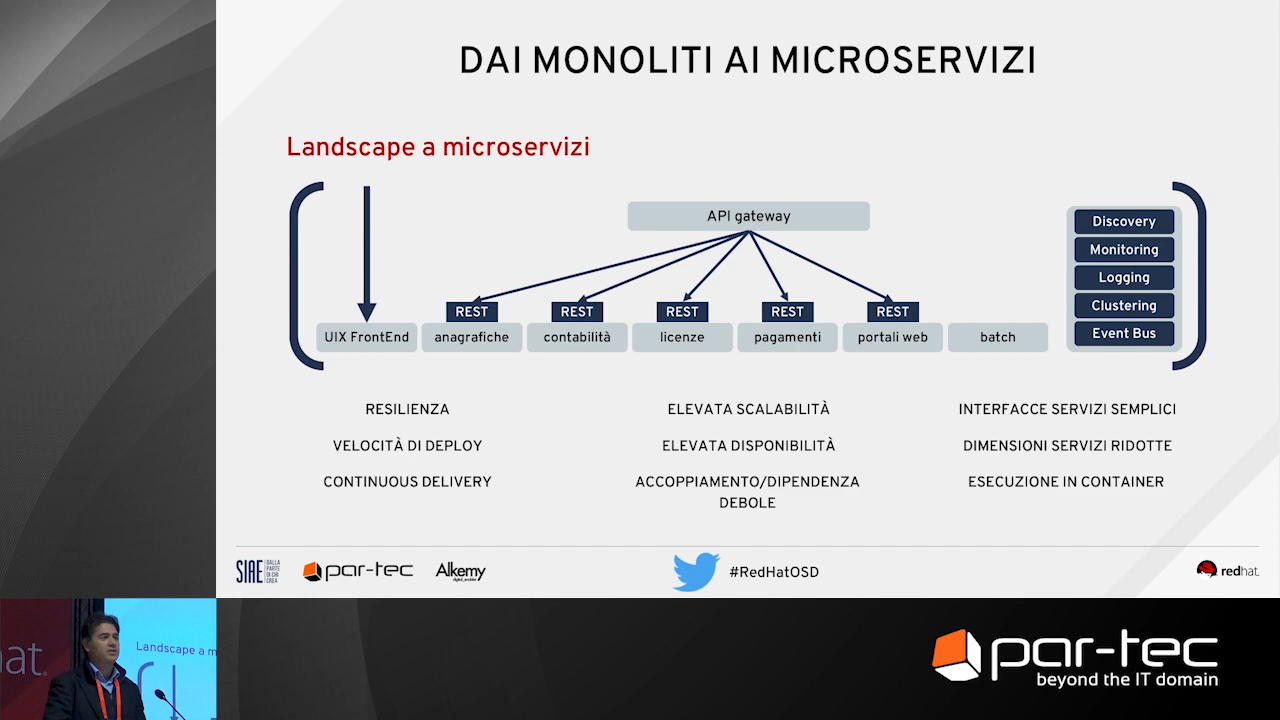 DAI MONOLITI AI MICROSERVIZI
Landscape a microservizi
API gateway
REST
REST
REST
REST
REST
UIX FrontEnd
anagrafiche
contabilità
licenze
pagamenti
portali web
batch
Discovery
Monitoring
Logging
Clustering
Event Bus
RESILIENZA
ELEVATA SCALABILITÀ
INTERFACCE SERVIZI SEMPLICI
VELOCITÀ DI DEPLOY
ELEVATA DISPONIBILITÀ
DIMENSIONI SERVIZI RIDOTTE
CONTINUOUS DELIVERY
ACCOPPIAMENTO/DIPENDENZA
DEBOLE
ESECUZIONE IN CONTAINER
SIAE
DALLA
PARTE
DI CHI
CREA
par-tec
Alkemy
#RedHatOSD
redhat.
hat.
Landscape a m
par-tec
beyond the IT domain